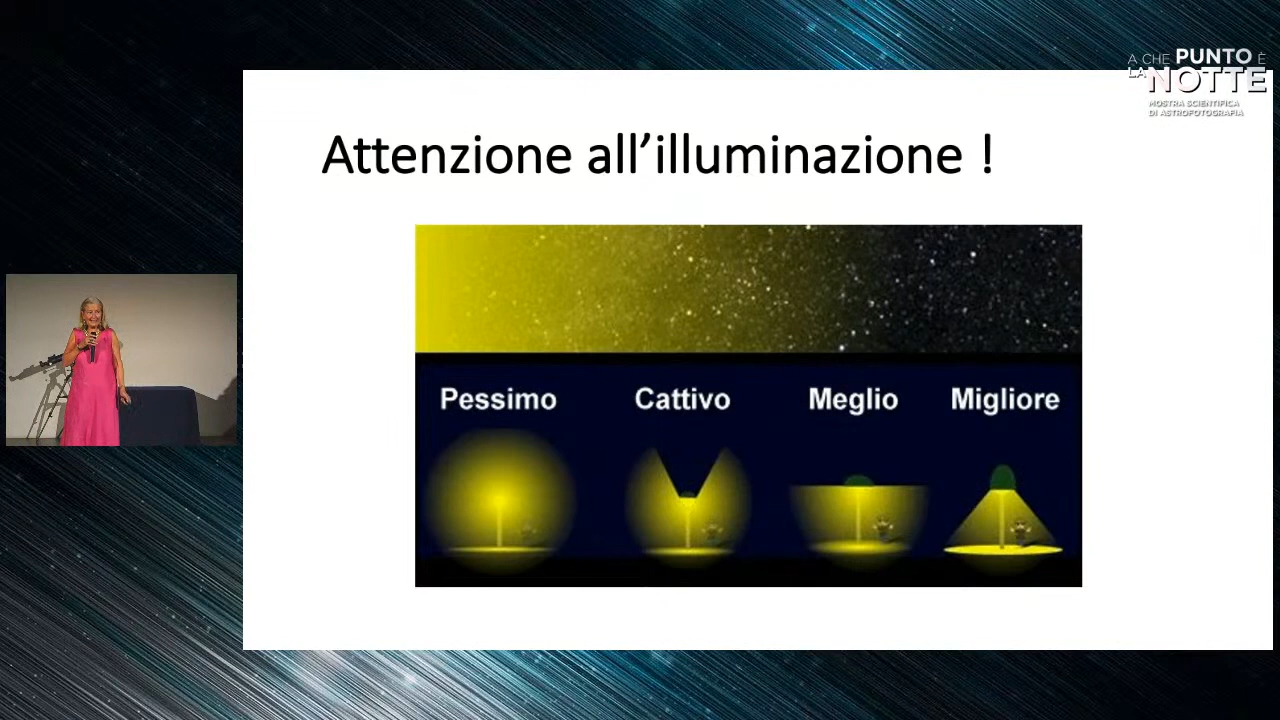 A CHE PUNTO È
LA NOTTE
MOSTRA SCIENTIFICA
DI ASTROFOTOGRAFIA
Attenzione all’illuminazione !
Pessimo Cattivo Meglio Migliore